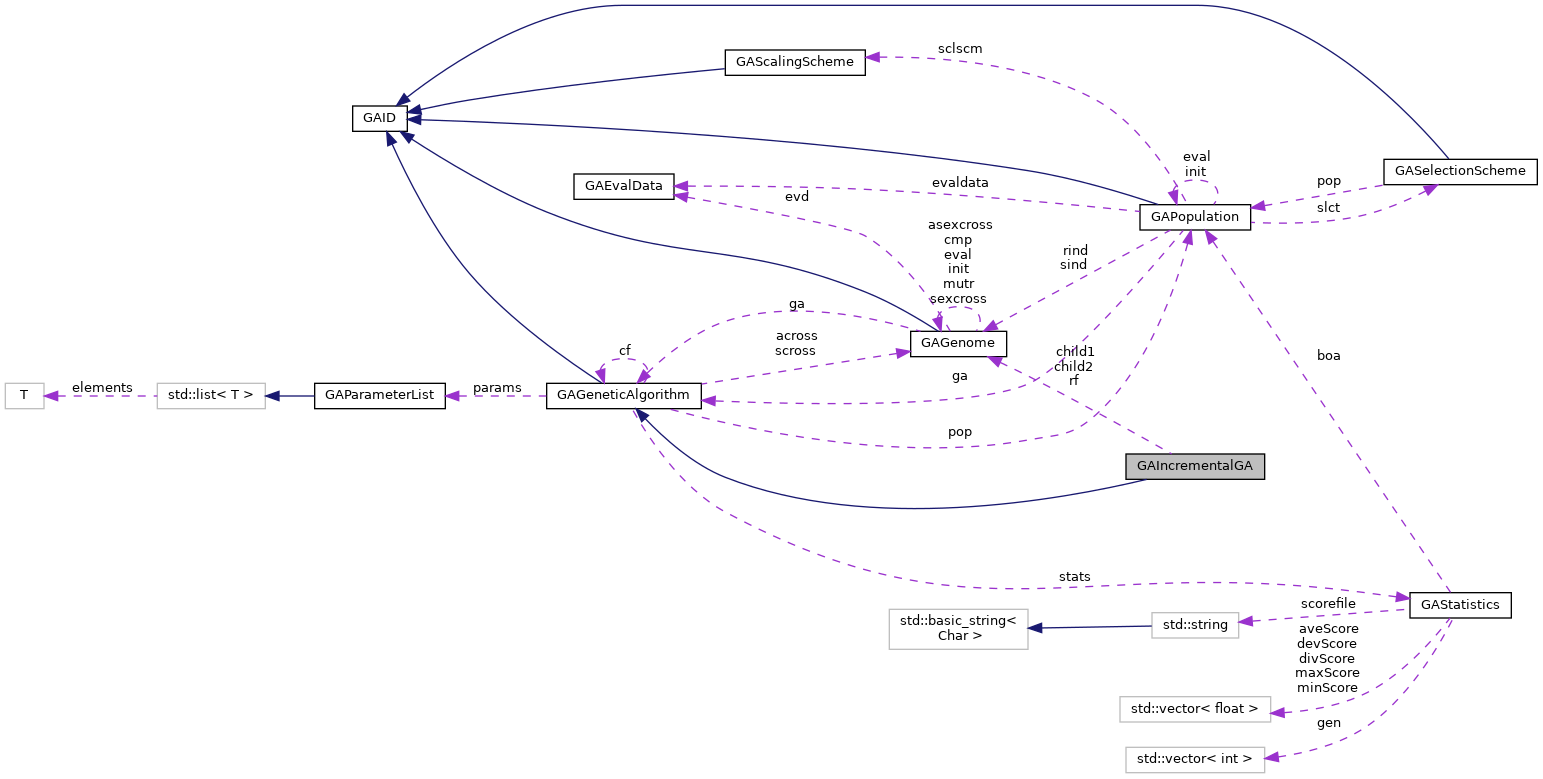 sclscm
GAScalingScheme
GAID
eval
init
GASelectionScheme
GAEvalData
evaldata
pop
evd
slct
GAPopulation
asexcross
cmp
eval
init
mutr
sexcross
rind
sind
ga
across
scross
GAGenome
cf
child1
child2
rf
boa
T
elements
std::list< T >
GAParameterList
params
GAGeneticAlgorithm
ga
pop
GAIncrementalGA
stats
scorefile
GAStatistics
std::basic_string<
Char >
std::string
aveScore
devScore
divScore
maxScore
minScore
std::vector< float >
gen
std::vector< int >